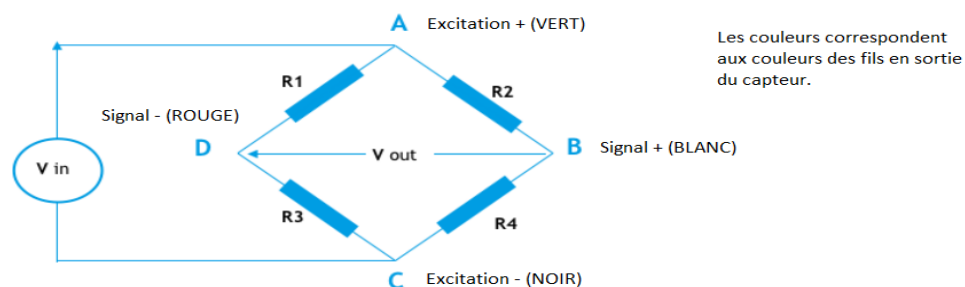 A Excitation + (VERT)
Les couleurs correspondent
aux couleurs des fils en sortie
du capteur.
R1
R2
Signal - (ROUGE)
D
V out
B Signal + (BLANC)
V in
R3
R4
C Excitation - (NOIR)